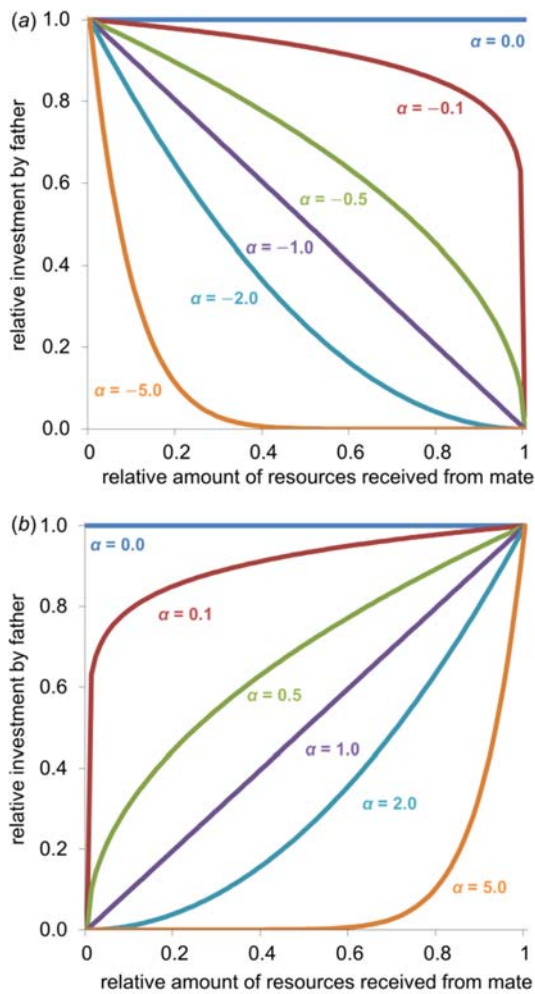 (a)
1.0
α = 0.0
α = −0.1
0.8
relative investment by father
0.6
α = −0.5
α = −1.0
0.4
α = −2.0
0.2
α = −5.0
0.0
0 0.2 0.4 0.6 0.8 1
relative amount of resources received from mate
(b)
1.0
α = 0.0
0.8
α = 0.1
relative investment by father
0.6
α = 0.5
α = 1.0
0.4
α = 2.0
0.2
α = 5.0
0.0
0 0.2 0.4 0.6 0.8 1
relative amount of resources received from mate